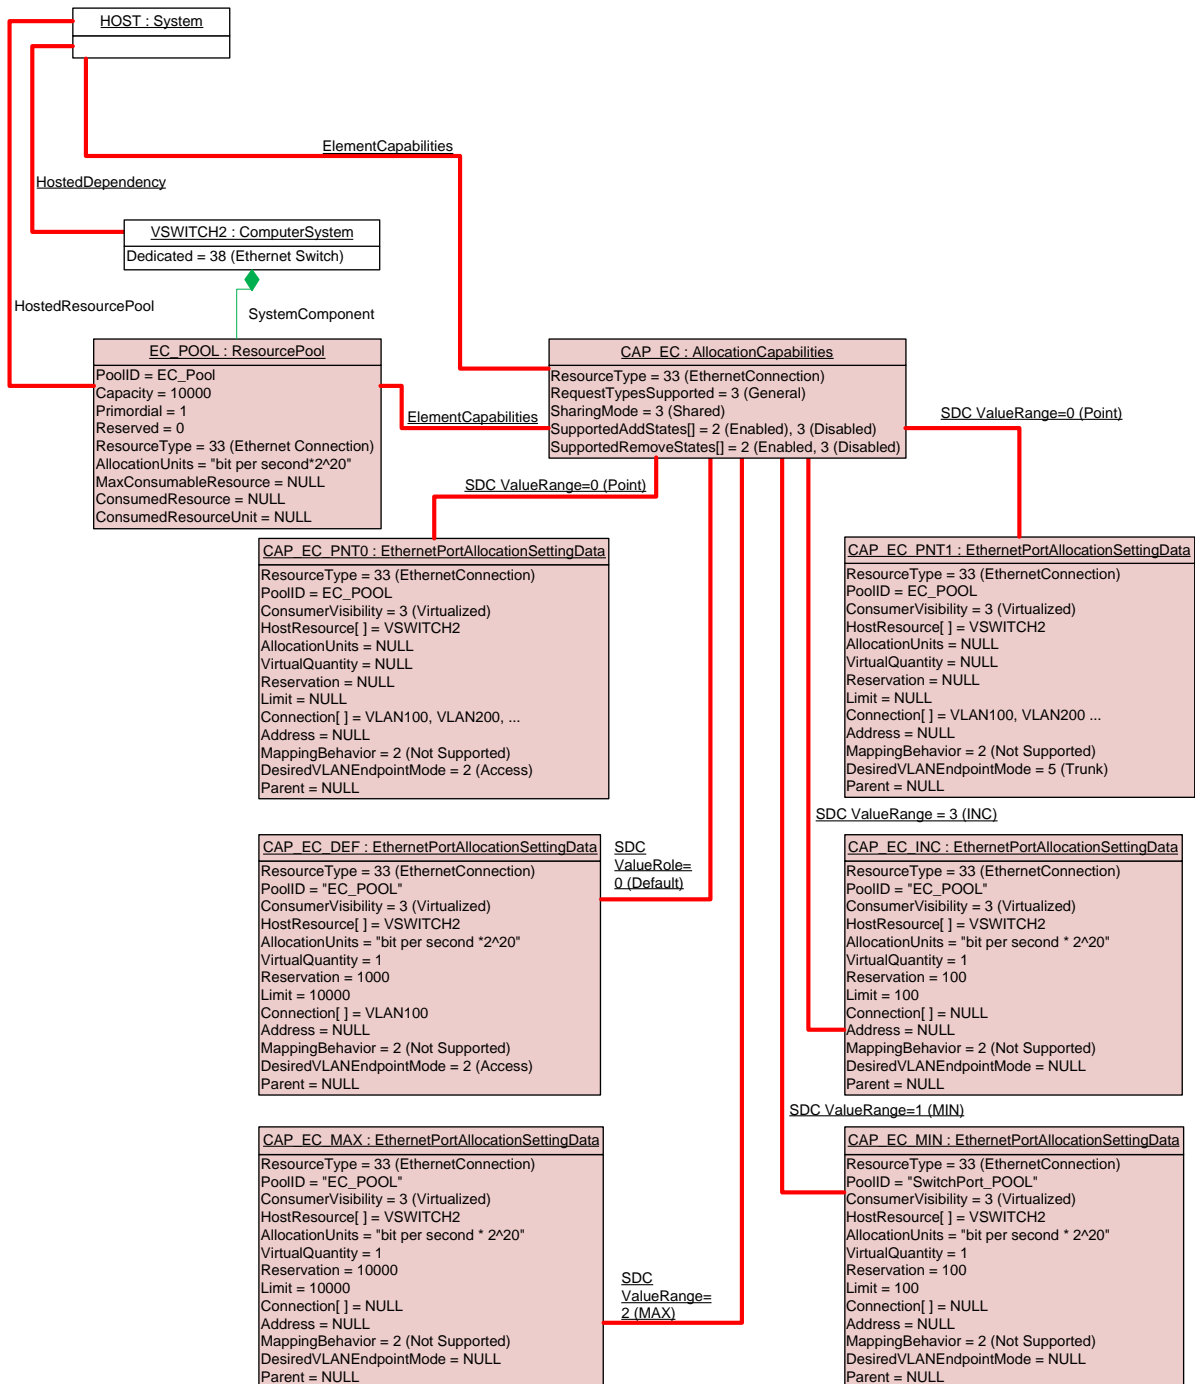 HOST : System
ElementCapabilities
HostedDependency
VSWITCH2 : ComputerSystem
Dedicated = 38 (Ethernet Switch)
HostedResourcePool
SystemComponent
EC_POOL : ResourcePool
PoolID = EC_Pool
Capacity = 10000
Primordial = 1
Reserved = 0
ResourceType = 33 (Ethernet Connection)
AllocationUnits = "bit per second*2^20"
MaxConsumableResource = NULL
ConsumedResource = NULL
ConsumedResourceUnit = NULL
ElementCapabilities
CAP_EC : AllocationCapabilities
ResourceType = 33 (EthernetConnection)
RequestTypesSupported = 3 (General)
SharingMode = 3 (Shared)
SupportedAddStates[] = 2 (Enabled), 3 (Disabled)
SupportedRemoveStates[] = 2 (Enabled, 3 (Disabled)
SDC ValueRange=0 (Point)
SDC ValueRange=0 (Point)
CAP_EC_PNT0 : EthernetPortAllocationSettingData
ResourceType = 33 (EthernetConnection)
PoolID = EC_POOL
ConsumerVisibility = 3 (Virtualized)
HostResource[ ] = VSWITCH2
AllocationUnits = NULL
VirtualQuantity = NULL
Reservation = NULL
Limit = NULL
Connection[ ] = VLAN100, VLAN200, ...
Address = NULL
MappingBehavior = 2 (Not Supported)
DesiredVLANEndpointMode = 2 (Access)
Parent = NULL
CAP_EC_PNT1 : EthernetPortAllocationSettingData
ResourceType = 33 (EthernetConnection)
PoolID = EC_POOL
ConsumerVisibility = 3 (Virtualized)
HostResource[ ] = VSWITCH2
AllocationUnits = NULL
VirtualQuantity = NULL
Reservation = NULL
Limit = NULL
Connection[ ] = VLAN100, VLAN200 ...
Address = NULL
MappingBehavior = 2 (Not Supported)
DesiredVLANEndpointMode = 5 (Trunk)
Parent = NULL
SDC ValueRange = 3 (INC)
CAP_EC_DEF : EthernetPortAllocationSettingData
ResourceType = 33 (EthernetConnection)
PoolID = "EC_POOL"
ConsumerVisibility = 3 (Virtualized)
HostResource[ ] = VSWITCH2
AllocationUnits = "bit per second *2^20"
VirtualQuantity = 1
Reservation = 1000
Limit = 10000
Connection[ ] = VLAN100
Address = NULL
MappingBehavior = 2 (Not Supported)
DesiredVLANEndpointMode = 2 (Access)
Parent = NULL
SDC
ValueRole=
0 (Default)
CAP_EC_INC : EthernetPortAllocationSettingData
ResourceType = 33 (EthernetConnection)
PoolID = "EC_POOL"
ConsumerVisibility = 3 (Virtualized)
HostResource[ ] = VSWITCH2
AllocationUnits = "bit per second * 2^20"
VirtualQuantity = 1
Reservation = 100
Limit = 100
Connection[ ] = NULL
Address = NULL
MappingBehavior = 2 (Not Supported)
DesiredVLANEndpointMode = NULL
Parent = NULL
SDC ValueRange=1 (MIN)
CAP_EC_MAX : EthernetPortAllocationSettingData
ResourceType = 33 (EthernetConnection)
PoolID = "EC_POOL"
ConsumerVisibility = 3 (Virtualized)
HostResource[ ] = VSWITCH2
AllocationUnits = "bit per second * 2^20"
VirtualQuantity = 1
Reservation = 10000
Limit = 10000
Connection[ ] = NULL
Address = NULL
MappingBehavior = 2 (Not Supported)
DesiredVLANEndpointMode = NULL
Parent = NULL
SDC
ValueRange=
2 (MAX)
CAP_EC_MIN : EthernetPortAllocationSettingData
ResourceType = 33 (EthernetConnection)
PoolID = "SwitchPort_POOL"
ConsumerVisibility = 3 (Virtualized)
HostResource[ ] = VSWITCH2
AllocationUnits = "bit per second * 2^20"
VirtualQuantity = 1
Reservation = 100
Limit = 100
Connection[ ] = NULL
Address = NULL
MappingBehavior = 2 (Not Supported)
DesiredVLANEndpointMode = NULL
Parent = NULL